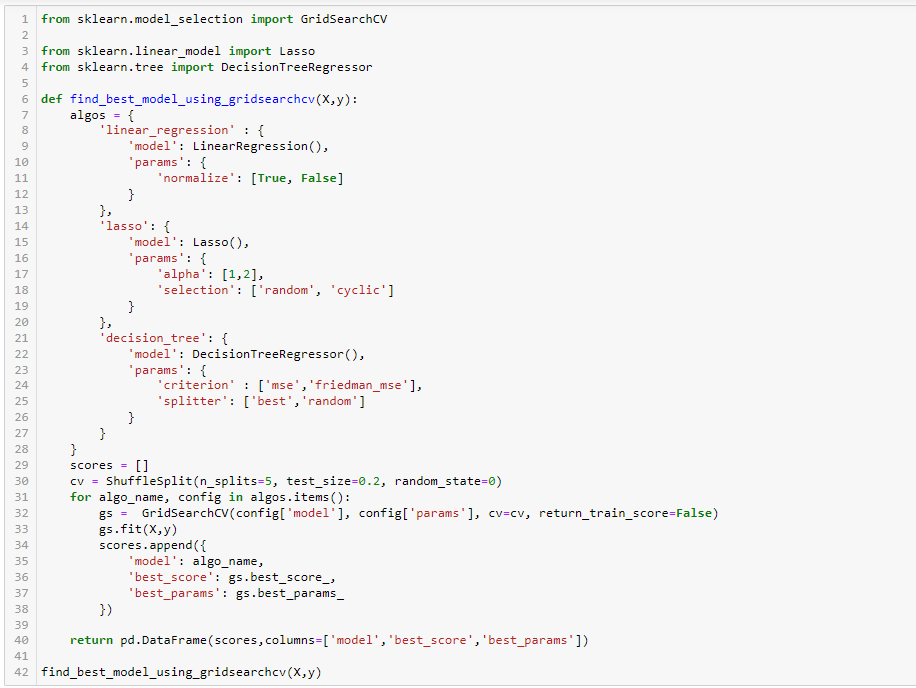 1 from sklearn.model_selection import GridSearchCV
2
3 from sklearn.linear_model import Lasso
4 from sklearn.tree import DecisionTreeRegressor
5
6 def find_best_model_using_gridsearchcv(X,y):
7     algos = {
8         'linear_regression' : {
9             'model': LinearRegression(),
10             'params': {
11                 'normalize': [True, False]
12             }
13         },
14         'lasso': {
15             'model': Lasso(),
16             'params': {
17                 'alpha': [1,2],
18                 'selection': ['random', 'cyclic']
19             }
20         },
21         'decision_tree': {
22             'model': DecisionTreeRegressor(),
23             'params': {
24                 'criterion' : ['mse','friedman_mse'],
25                 'splitter': ['best','random']
26             }
27         }
28     }
29     scores = []
30     cv = ShuffleSplit(n_splits=5, test_size=0.2, random_state=0)
31     for algo_name, config in algos.items():
32         gs =  GridSearchCV(config['model'], config['params'], cv=cv, return_train_score=False)
33         gs.fit(X,y)
34         scores.append({
35             'model': algo_name,
36             'best_score': gs.best_score_,
37             'best_params': gs.best_params_
38         })
39
40     return pd.DataFrame(scores,columns=['model','best_score','best_params'])
41
42 find_best_model_using_gridsearchcv(X,y)